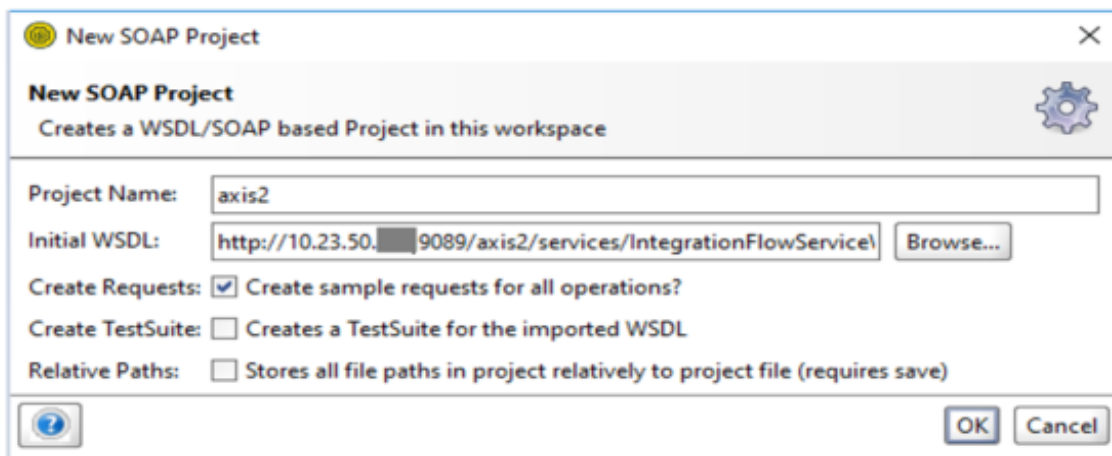 New SOAP Project
New SOAP Project
Creates a WSDL/SOAP based Project in this workspace
Project Name: axis2
Initial WSDL: http://10.23.50. 9089/axis2/services/IntegrationFlowService\ Browse...
Create Requests: Create sample requests for all operations?
Create TestSuite: Creates a TestSuite for the imported WSDL
Relative Paths: Stores all file paths in project relatively to project file (requires save)
? OK Cancel